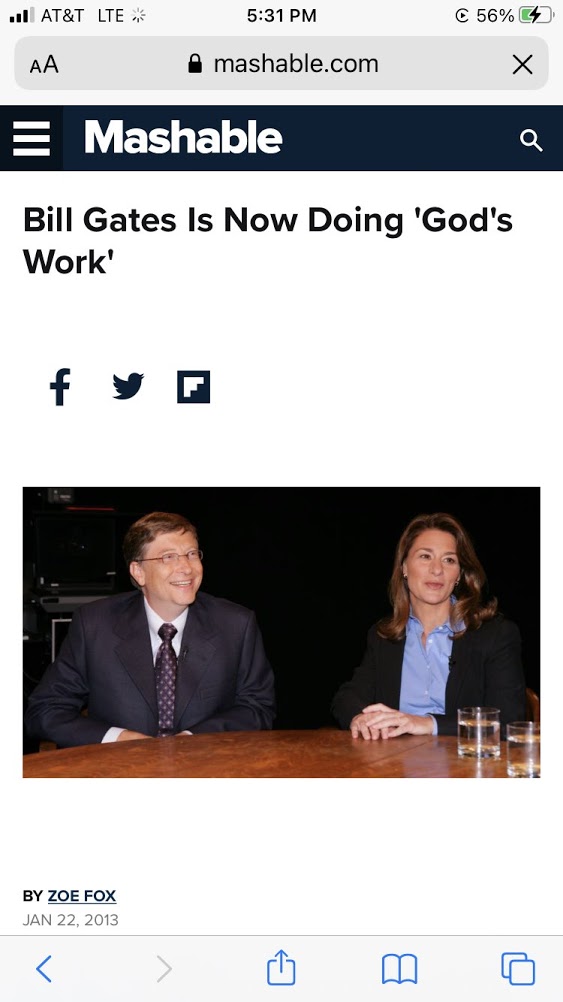 AT&T LTE 5:31 PM 56%
AA mashable.com
Mashable
Bill Gates Is Now Doing 'God's
Work'
BY ZOE FOX
JAN 22, 2013